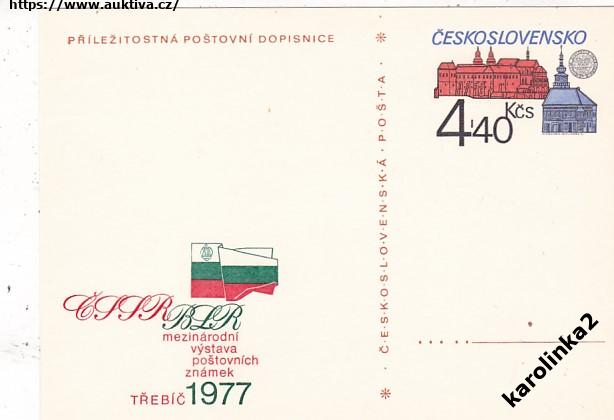 https://www.auktiva.cz/
PŘÍLEŽITOSTNÁ POŠTOVNÍ DOPISNICE
ČESKOSLOVENSKO
4'40 Kčs
ČESKOSLOVENSKÁ · POŠTA
ČSSR BLR
mezinárodní
výstava
poštovních
známek
TŘEBÍČ 1977
karolinka2